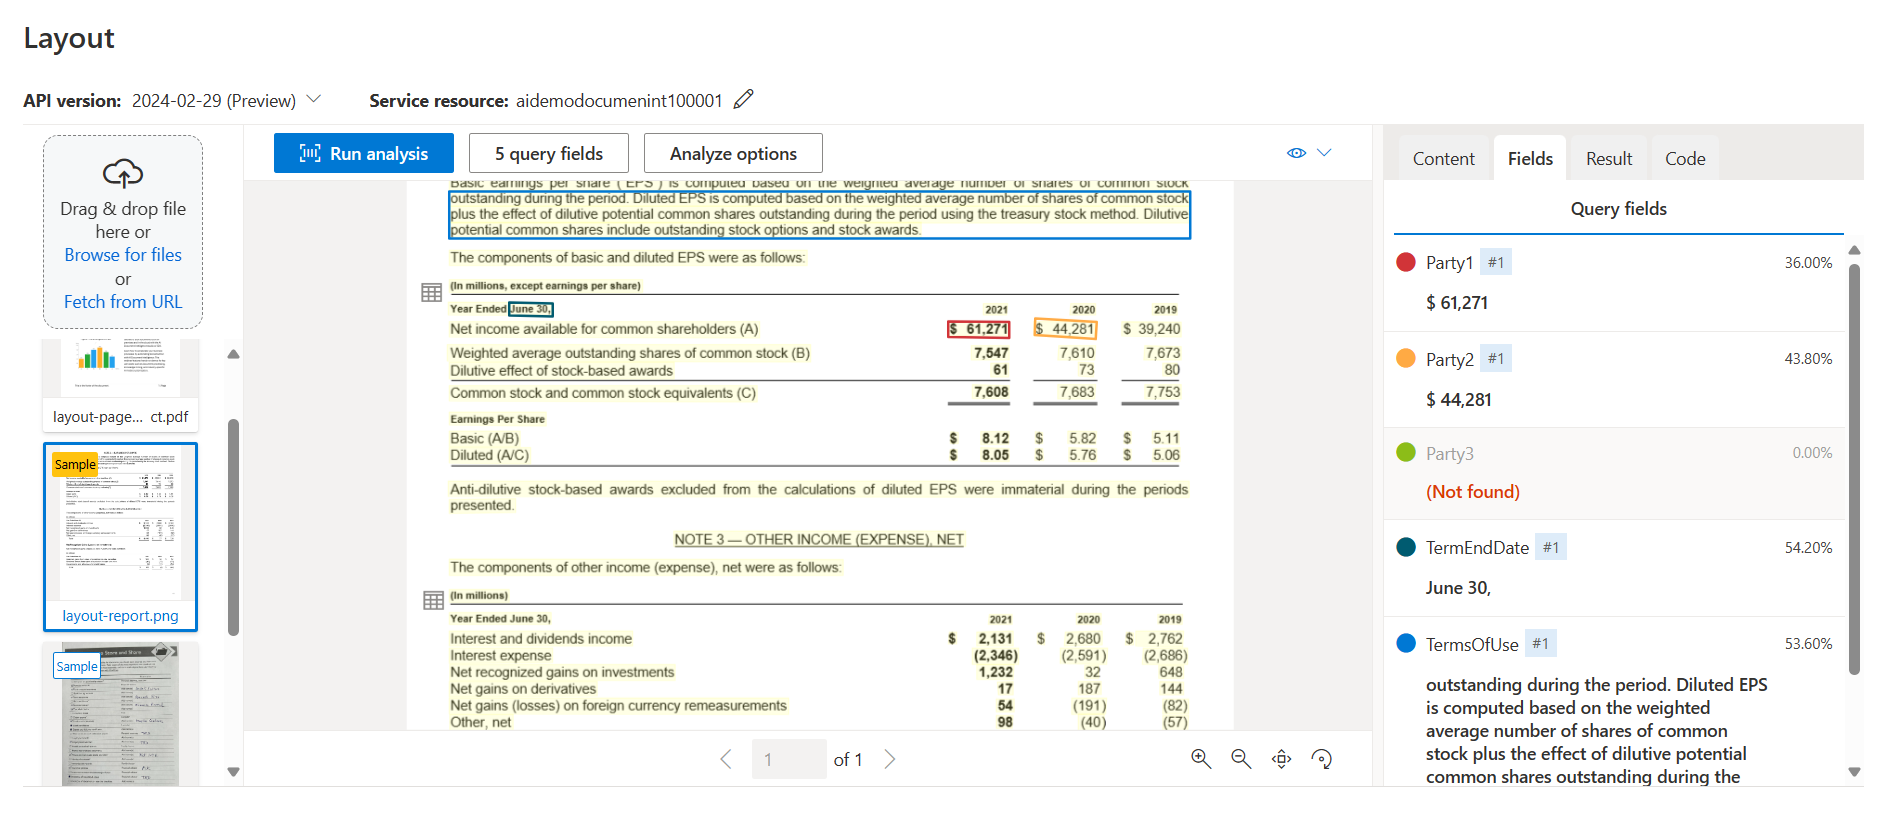 Layout
API version: 2024-02-29 (Preview)
Service resource: aidemodocumenint100001
Drag & drop file
here or
Browse for files
or
Fetch from URL
layout-page... ct.pdf
Sample
layout-report.png
Sample
Run analysis
5 query fields
Analyze options
Basic earnings per share ("EPS") is computed based on the weighted average number of shares of common stock
outstanding during the period. Diluted EPS is computed based on the weighted average number of shares of common stock
plus the effect of dilutive potential common shares outstanding during the period using the treasury stock method. Dilutive
potential common shares include outstanding stock options and stock awards.
The components of basic and diluted EPS were as follows:
(In millions, except earnings per share)
Year Ended June 30, 2021 2020 2019
Net income available for common shareholders (A) $ 61,271 $ 44,281 $ 39,240
Weighted average outstanding shares of common stock (B) 7,547 7,610 7,673
Dilutive effect of stock-based awards 61 73 80
Common stock and common stock equivalents (C) 7,608 7,683 7,753
Earnings Per Share
Basic (A/B) $ 8.12 $ 5.82 $ 5.11
Diluted (A/C) $ 8.05 $ 5.76 $ 5.06
Anti-dilutive stock-based awards excluded from the calculations of diluted EPS were immaterial during the periods
presented.
NOTE 3 — OTHER INCOME (EXPENSE), NET
The components of other income (expense), net were as follows:
(In millions)
Year Ended June 30, 2021 2020 2019
Interest and dividends income $ 2,131 $ 2,680 $ 2,762
Interest expense (2,346) (2,591) (2,686)
Net recognized gains on investments 1,232 32 648
Net gains on derivatives 17 187 144
Net gains (losses) on foreign currency remeasurements 54 (191) (82)
Other, net 98 (40) (57)
1 of 1
Content Fields Result Code
Query fields
Party1 #1 36.00%
$ 61,271
Party2 #1 43.80%
$ 44,281
Party3 0.00%
(Not found)
TermEndDate #1 54.20%
June 30,
TermsOfUse #1 53.60%
outstanding during the period. Diluted EPS
is computed based on the weighted
average number of shares of common
stock plus the effect of dilutive potential
common shares outstanding during the